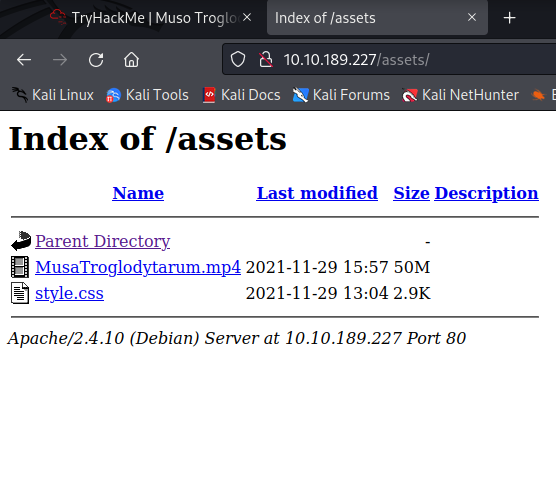 TryHackMe | Muso Troglo
Index of /assets
10.10.189.227/assets/
Kali Linux Kali Tools Kali Docs Kali Forums Kali NetHunter
Index of /assets
Name Last modified Size Description
Parent Directory -
MusaTroglodytarum.mp4 2021-11-29 15:57 50M
style.css 2021-11-29 13:04 2.9K
Apache/2.4.10 (Debian) Server at 10.10.189.227 Port 80